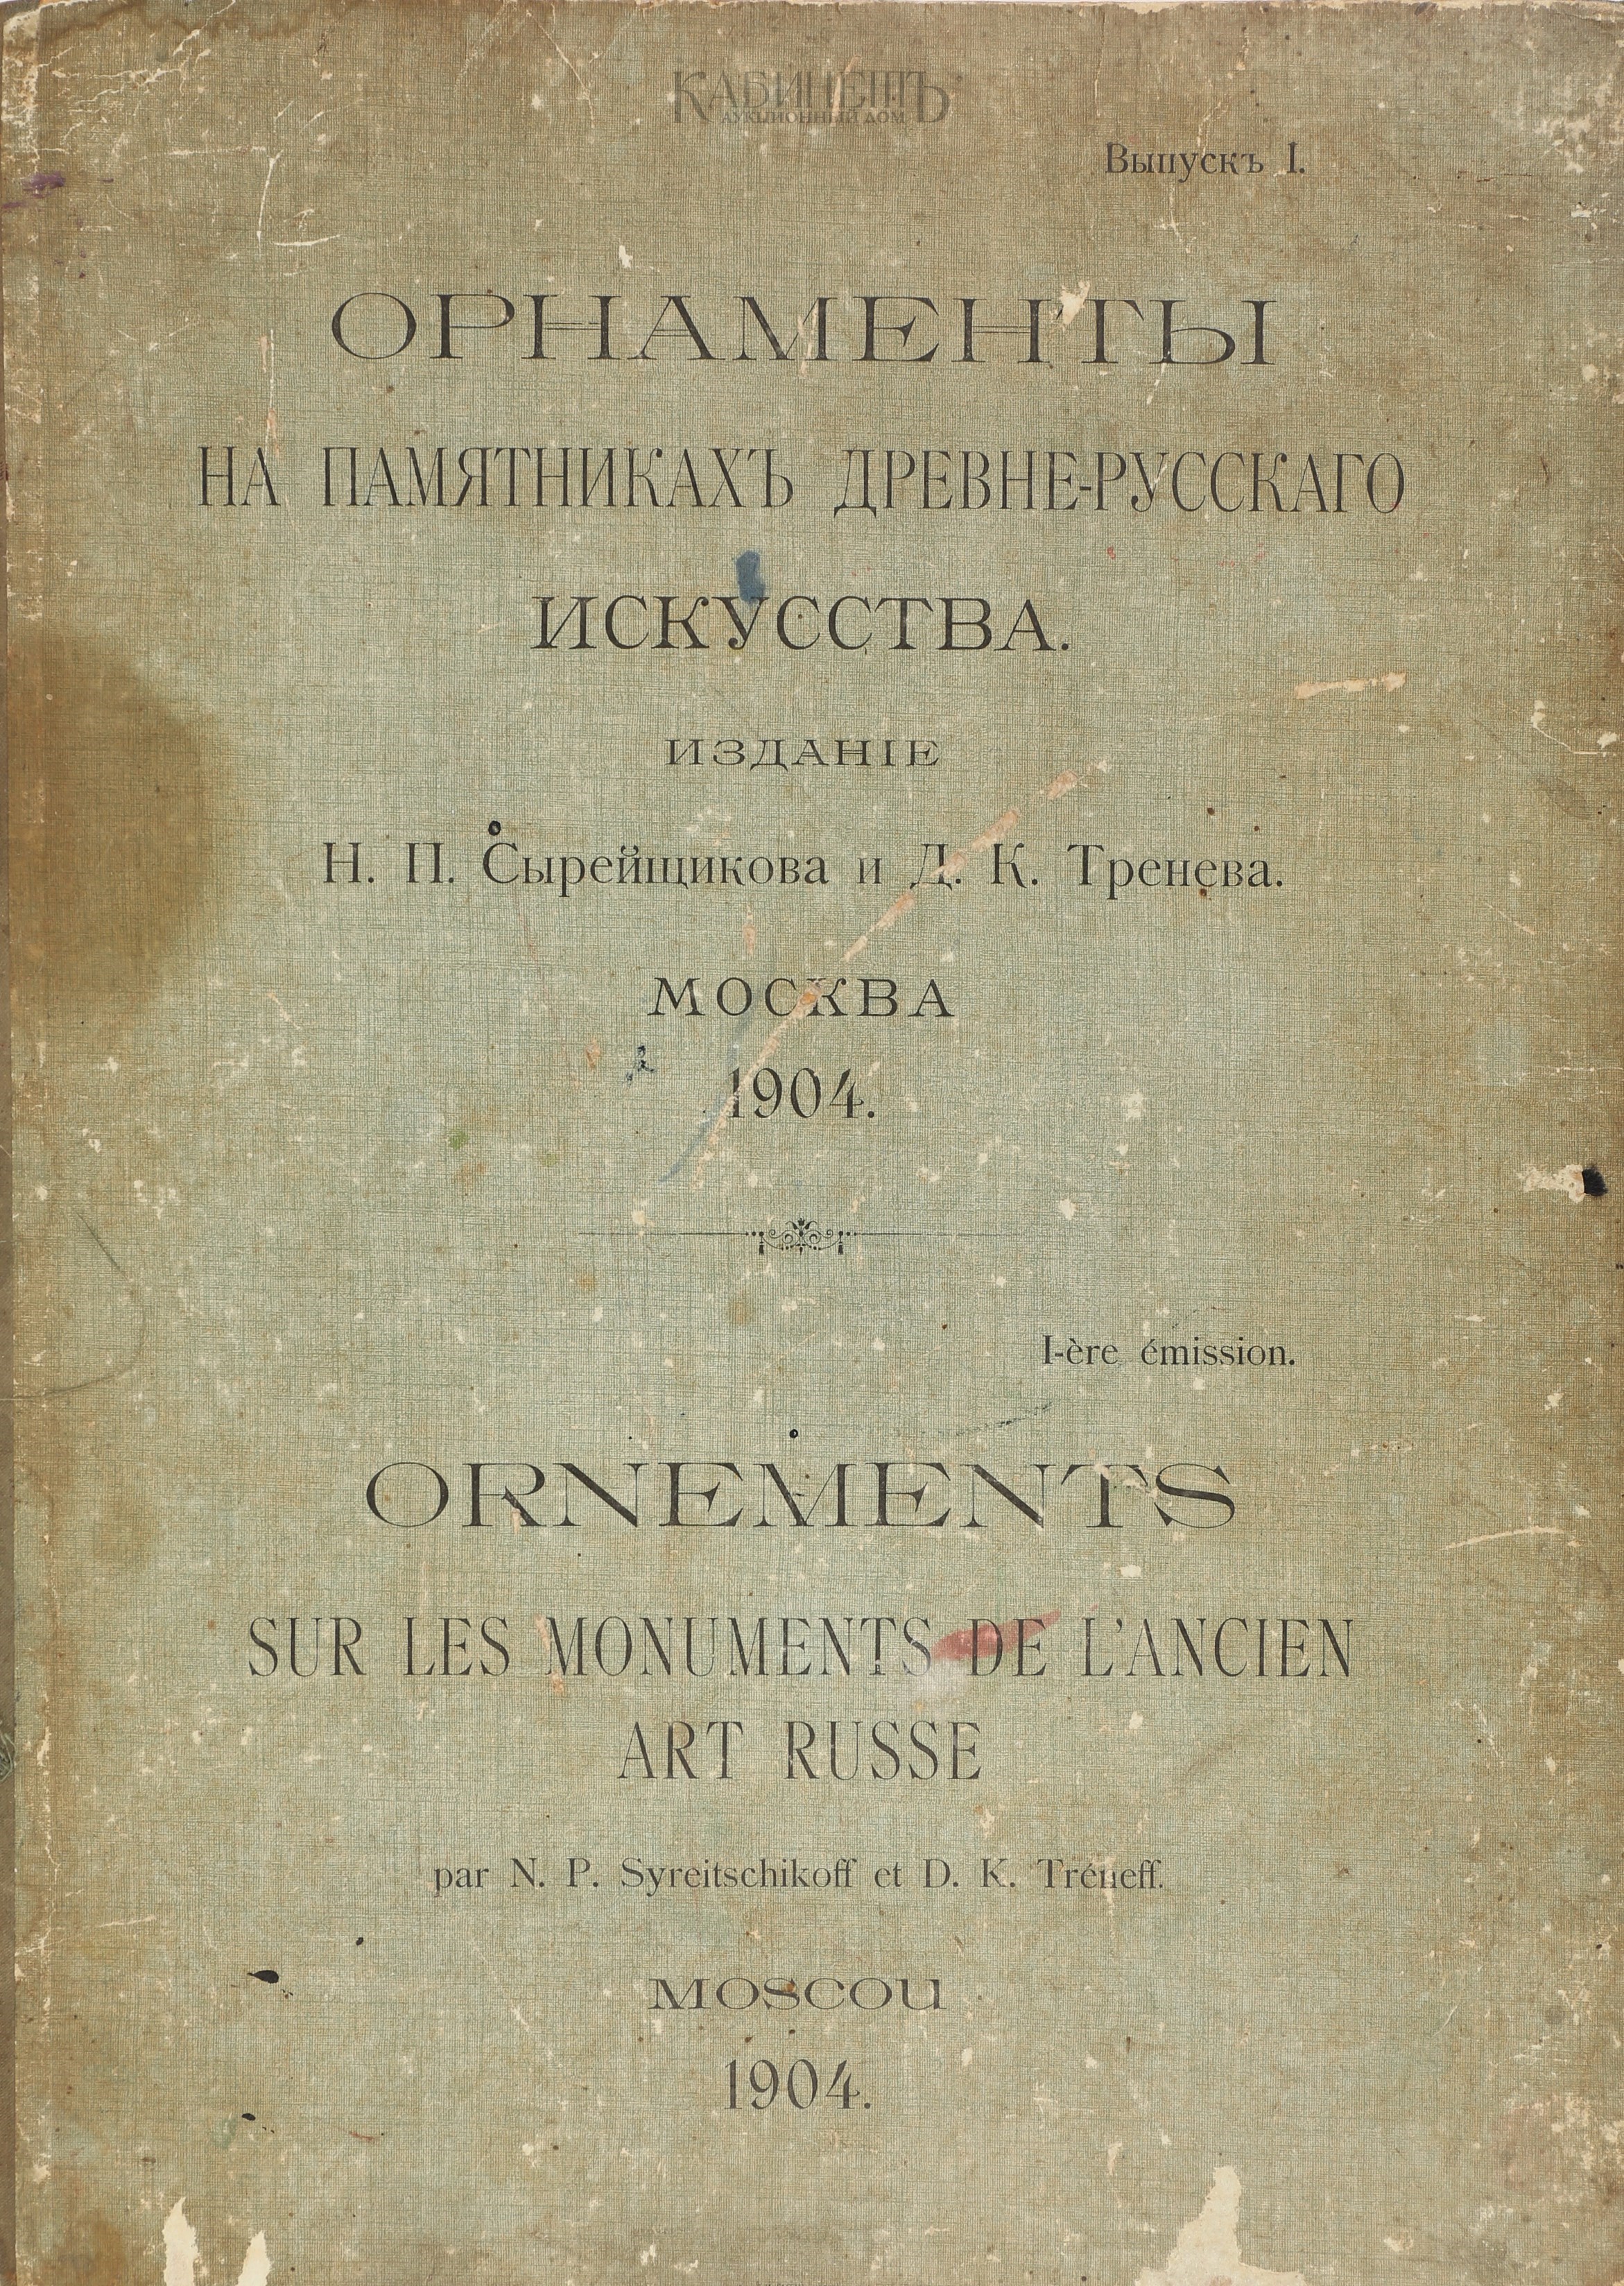 КАБИНЕТЪ
АУКЦИОННЫЙ ДОМ
Выпускъ I.
ОРНАМЕНТЫ
НА ПАМЯТНИКАХЪ ДРЕВНЕ-РУССКАГО
ИСКУССТВА.
ИЗДАНІЕ
Н. П. Сырейщикова и Д. К. Тренева.
МОСКВА
1904.
I-ère émission.
ORNEMENTS
SUR LES MONUMENTS DE L'ANCIEN
ART RUSSE
par N. P. Syreitschikoff et D. K. Tréneff.
MOSCOU
1904.